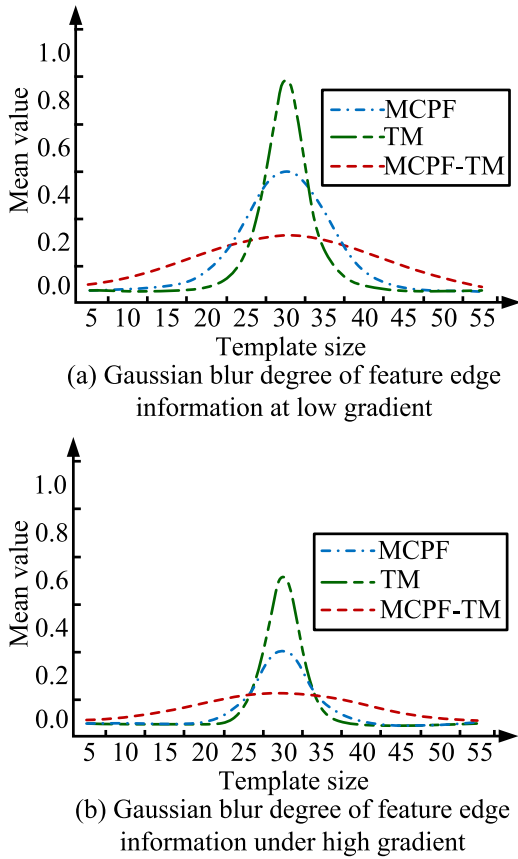 1.0
0.8
0.6
0.4
0.2
0.0
Mean value
MCPF
TM
MCPF-TM
5 10 15 20 25 30 35 40 45 50 55
Template size
(a) Gaussian blur degree of feature edge
information at low gradient
1.0
0.8
0.6
0.4
0.2
0.0
Mean value
MCPF
TM
MCPF-TM
5 10 15 20 25 30 35 40 45 50 55
Template size
(b) Gaussian blur degree of feature edge
information under high gradient